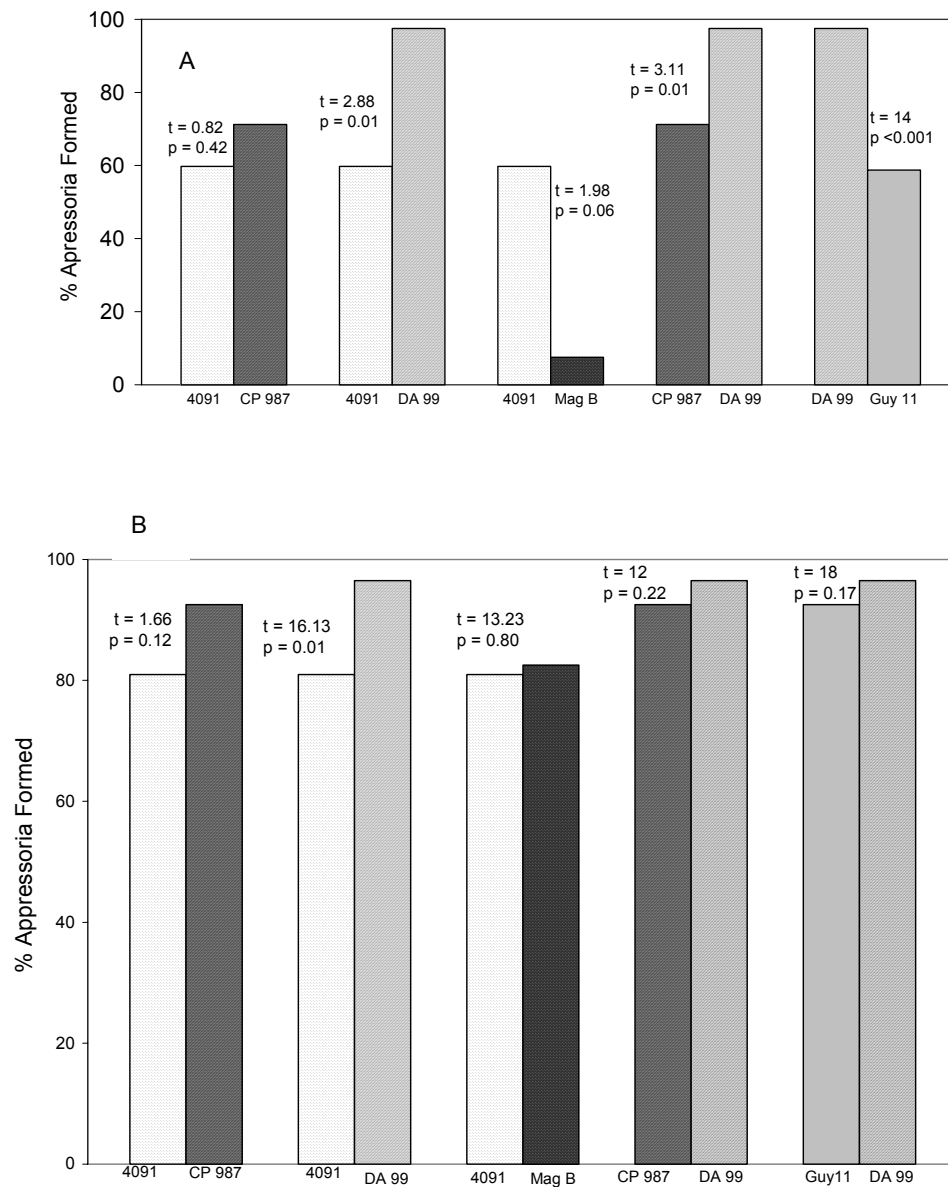 A
% Apressoria Formed
100
80
60
40
20
0
t = 0.82
p = 0.42
t = 2.88
p = 0.01
t = 1.98
p = 0.06
t = 3.11
p = 0.01
t = 14
p <0.001
4091 CP 987 4091 DA 99 4091 Mag B CP 987 DA 99 DA 99 Guy 11
B
% Appressoria Formed
100
80
60
40
20
0
t = 1.66
p = 0.12
t = 16.13
p = 0.01
t = 13.23
p = 0.80
t = 12
p = 0.22
t = 18
p = 0.17
4091 CP 987 4091 DA 99 4091 Mag B CP 987 DA 99 Guy11 DA 99